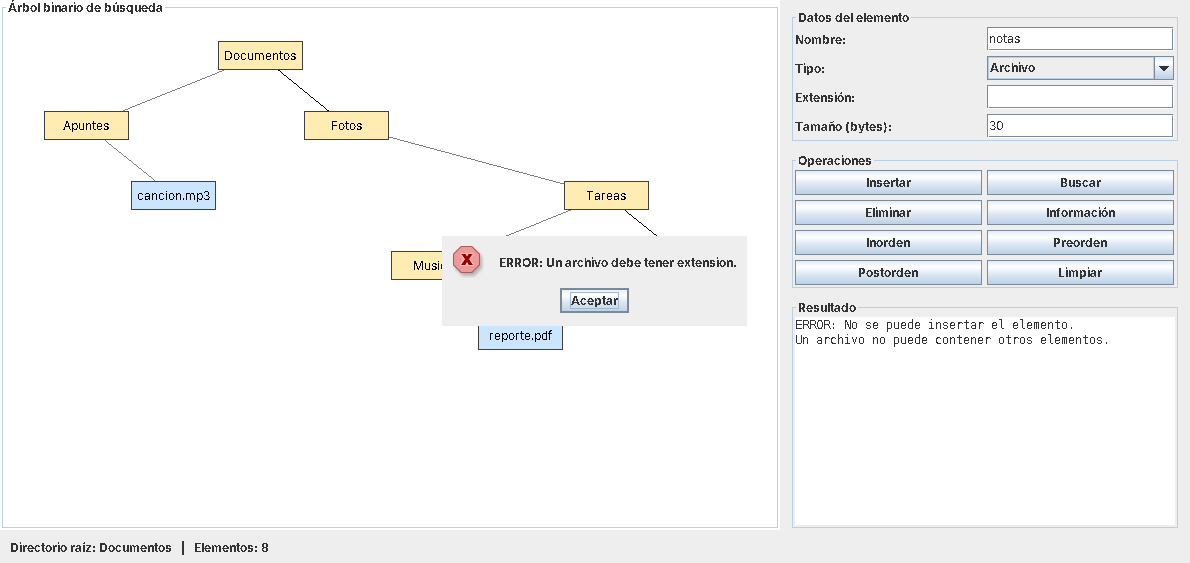 Árbol binario de búsqueda
Documentos
Apuntes
Fotos
cancion.mp3
Tareas
reporte.pdf
ERROR: Un archivo debe tener extension.
Aceptar
Datos del elemento
Nombre: notas
Tipo: Archivo
Extensión:
Tamaño (bytes): 30
Operaciones
Insertar Buscar
Eliminar Información
Inorden Preorden
Postorden Limpiar
Resultado
ERROR: No se puede insertar el elemento.
Un archivo no puede contener otros elementos.
Directorio raíz: Documentos | Elementos: 8